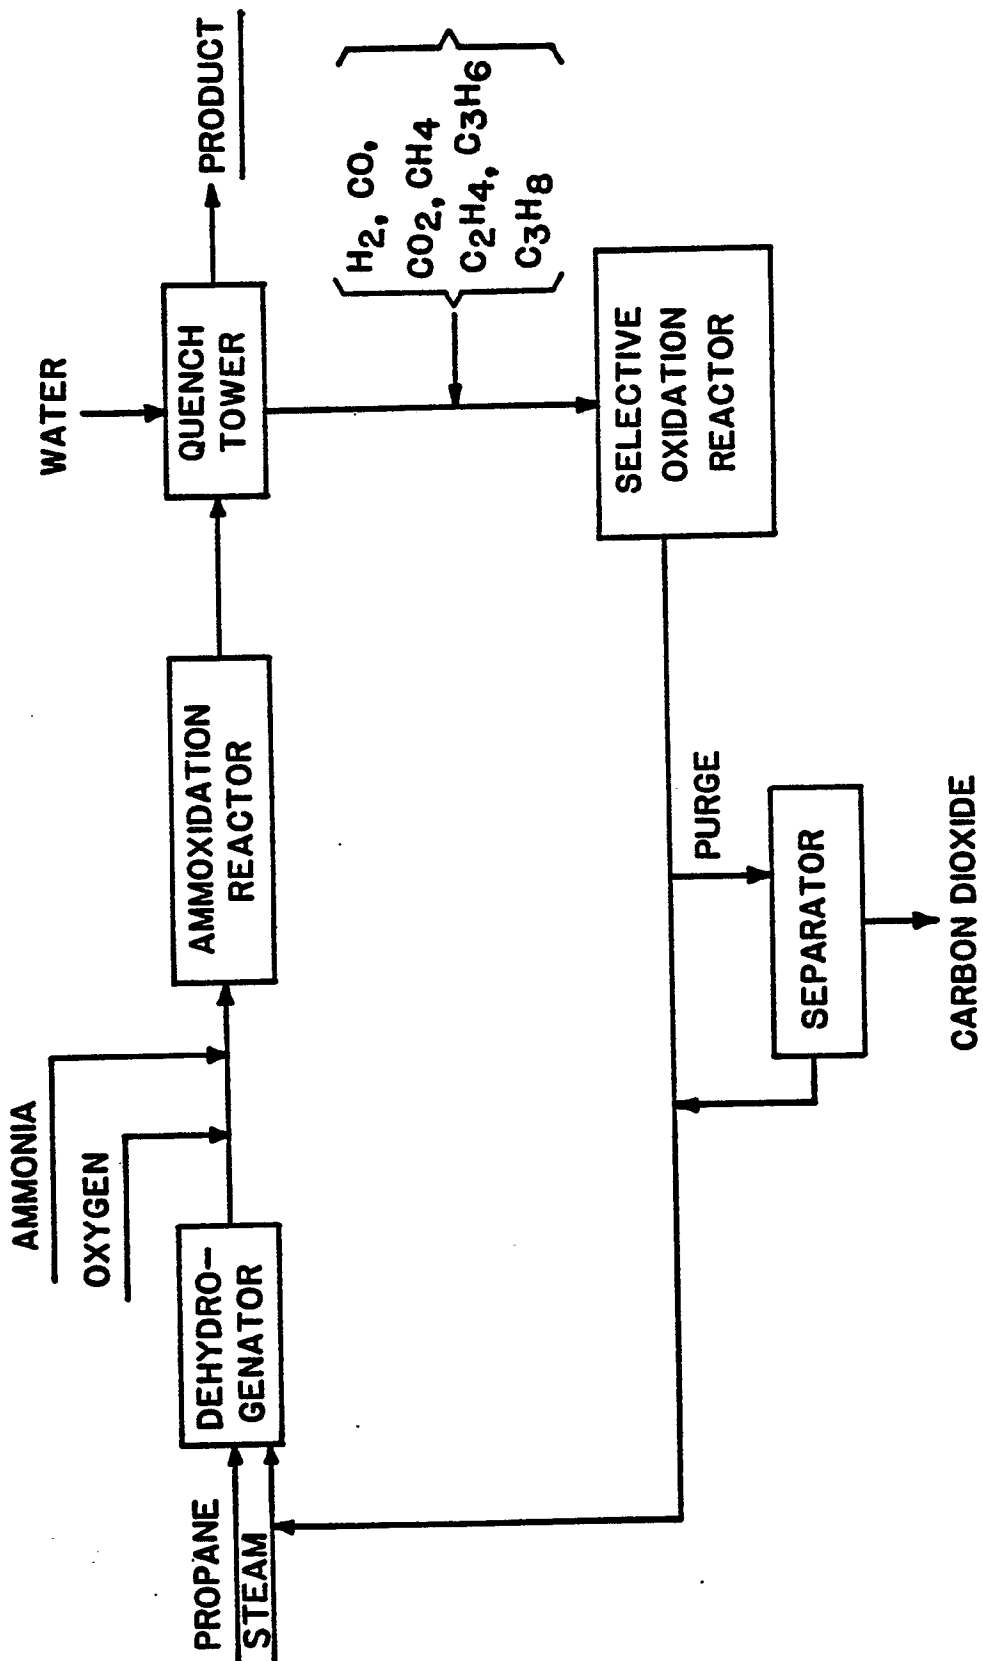 AMMONIA
OXYGEN
WATER
PROPANE
STEAM
DEHYDRO-
GENATOR
AMMOXIDATION
REACTOR
QUENCH
TOWER
PRODUCT
H2, CO,
CO2, CH4
C2H4, C3H6
C3H8
SELECTIVE
OXIDATION
REACTOR
PURGE
SEPARATOR
CARBON DIOXIDE